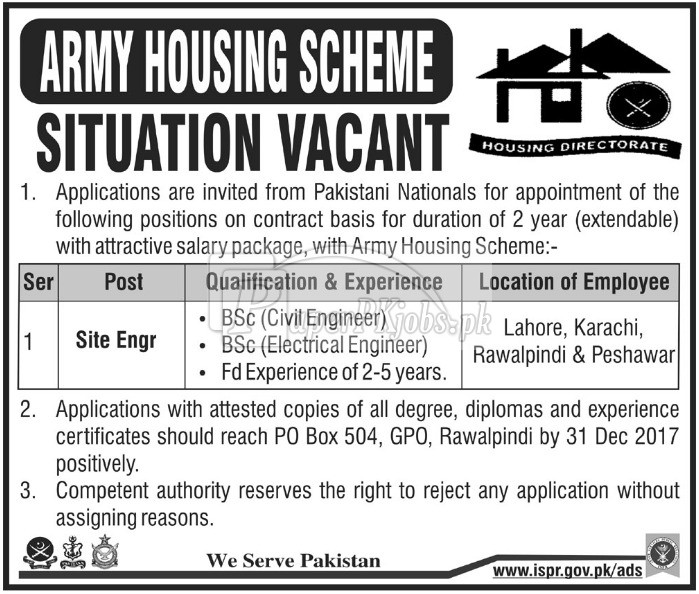 ARMY HOUSING SCHEME
HOUSING DIRECTORATE
SITUATION VACANT
1. Applications are invited from Pakistani Nationals for appointment of the
following positions on contract basis for duration of 2 year (extendable)
with attractive salary package, with Army Housing Scheme:-
Ser Post Qualification & Experience Location of Employee
1 Site Engr
• BSc (Civil Engineer)
• BSc (Electrical Engineer)
• Fd Experience of 2-5 years.
Lahore, Karachi,
Rawalpindi & Peshawar
PaperPKjobs.pk
2. Applications with attested copies of all degree, diplomas and experience
certificates should reach PO Box 504, GPO, Rawalpindi by 31 Dec 2017
positively.
3. Competent authority reserves the right to reject any application without
assigning reasons.
We Serve Pakistan
www.ispr.gov.pk/ads